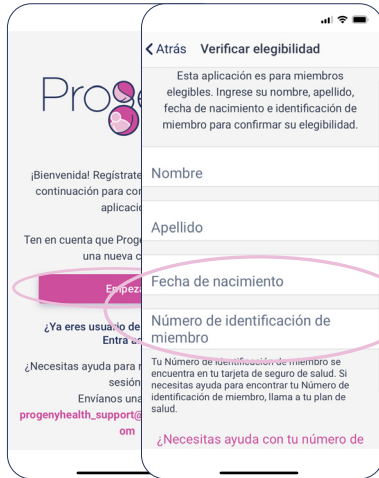 Proge
¡Bienvenida! Regístrate
continuación para con
aplicació
Ten en cuenta que Proge
una nueva c
Empeza
¿Ya eres usuario de
Entra a
¿Necesitas ayuda para r
sesión
Envíanos una
progenyhealth_support@
om
Atrás Verificar elegibilidad
Esta aplicación es para miembros
elegibles. Ingrese su nombre, apellido,
fecha de nacimiento e identificación de
miembro para confirmar su elegibilidad.
Nombre
Apellido
Fecha de nacimiento
Número de identificación de
miembro
Tu Número de identificación de miembro se
encuentra en tu tarjeta de seguro de salud. Si
necesitas ayuda para encontrar tu Número de
identificación de miembro, llama a tu plan de
salud.
¿Necesitas ayuda con tu número de